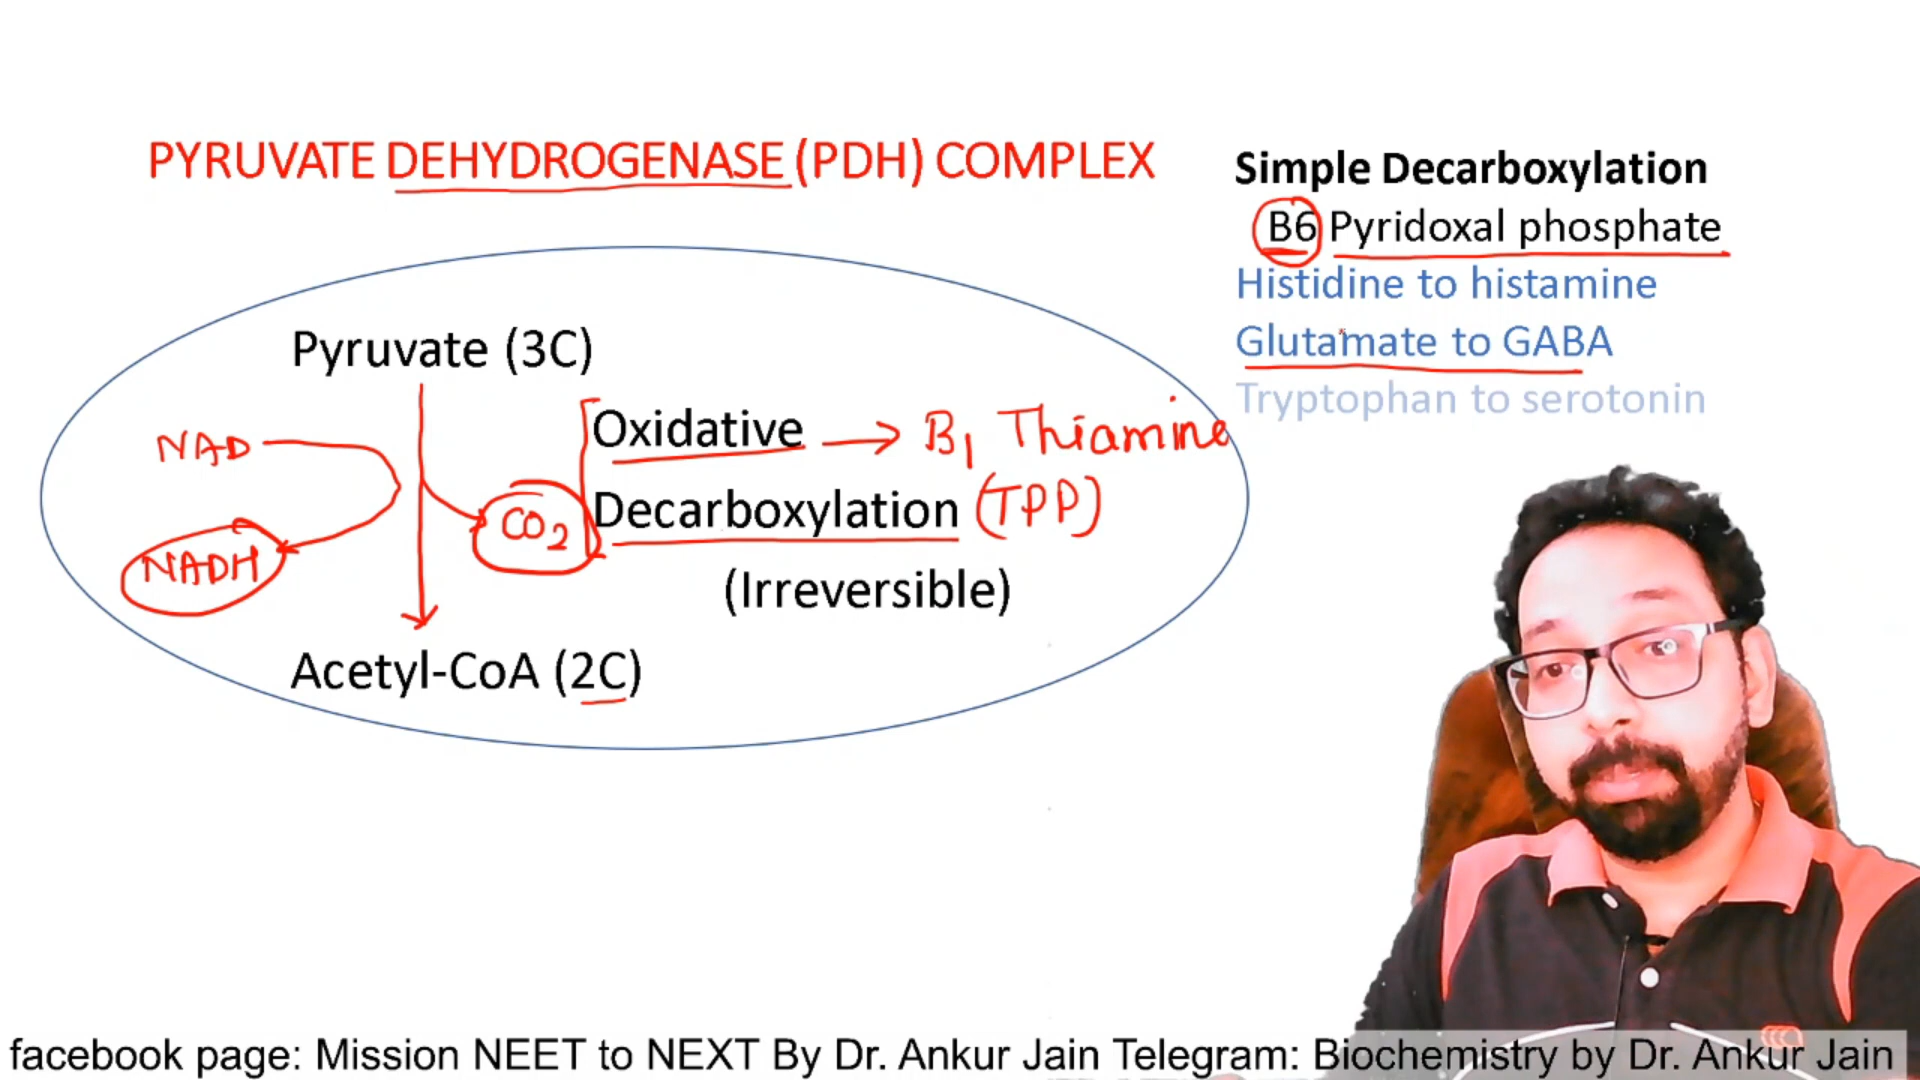 PYRUVATE DEHYDROGENASE (PDH) COMPLEX
Simple Decarboxylation
B6 Pyridoxal phosphate
Histidine to histamine
Glutamate to GABA
Tryptophan to serotonin
Pyruvate (3C)
NAD
Oxidative → B1 Thiamine
CO2
Decarboxylation (TPP)
NADH
(Irreversible)
Acetyl-CoA (2C)
facebook page: Mission NEET to NEXT By Dr. Ankur Jain Telegram: Biochemistry by Dr. Ankur Jain